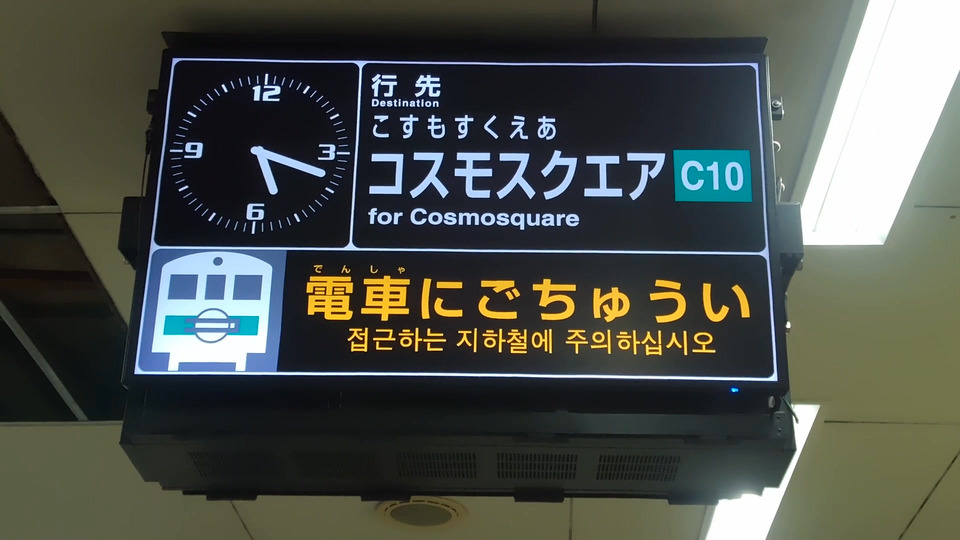 12
9
3
6
行先
Destination
こすもすくえあ
コスモスクエア C10
for Cosmosquare
でんしゃ
電車にごちゅうい
접근하는 지하철에 주의하십시오